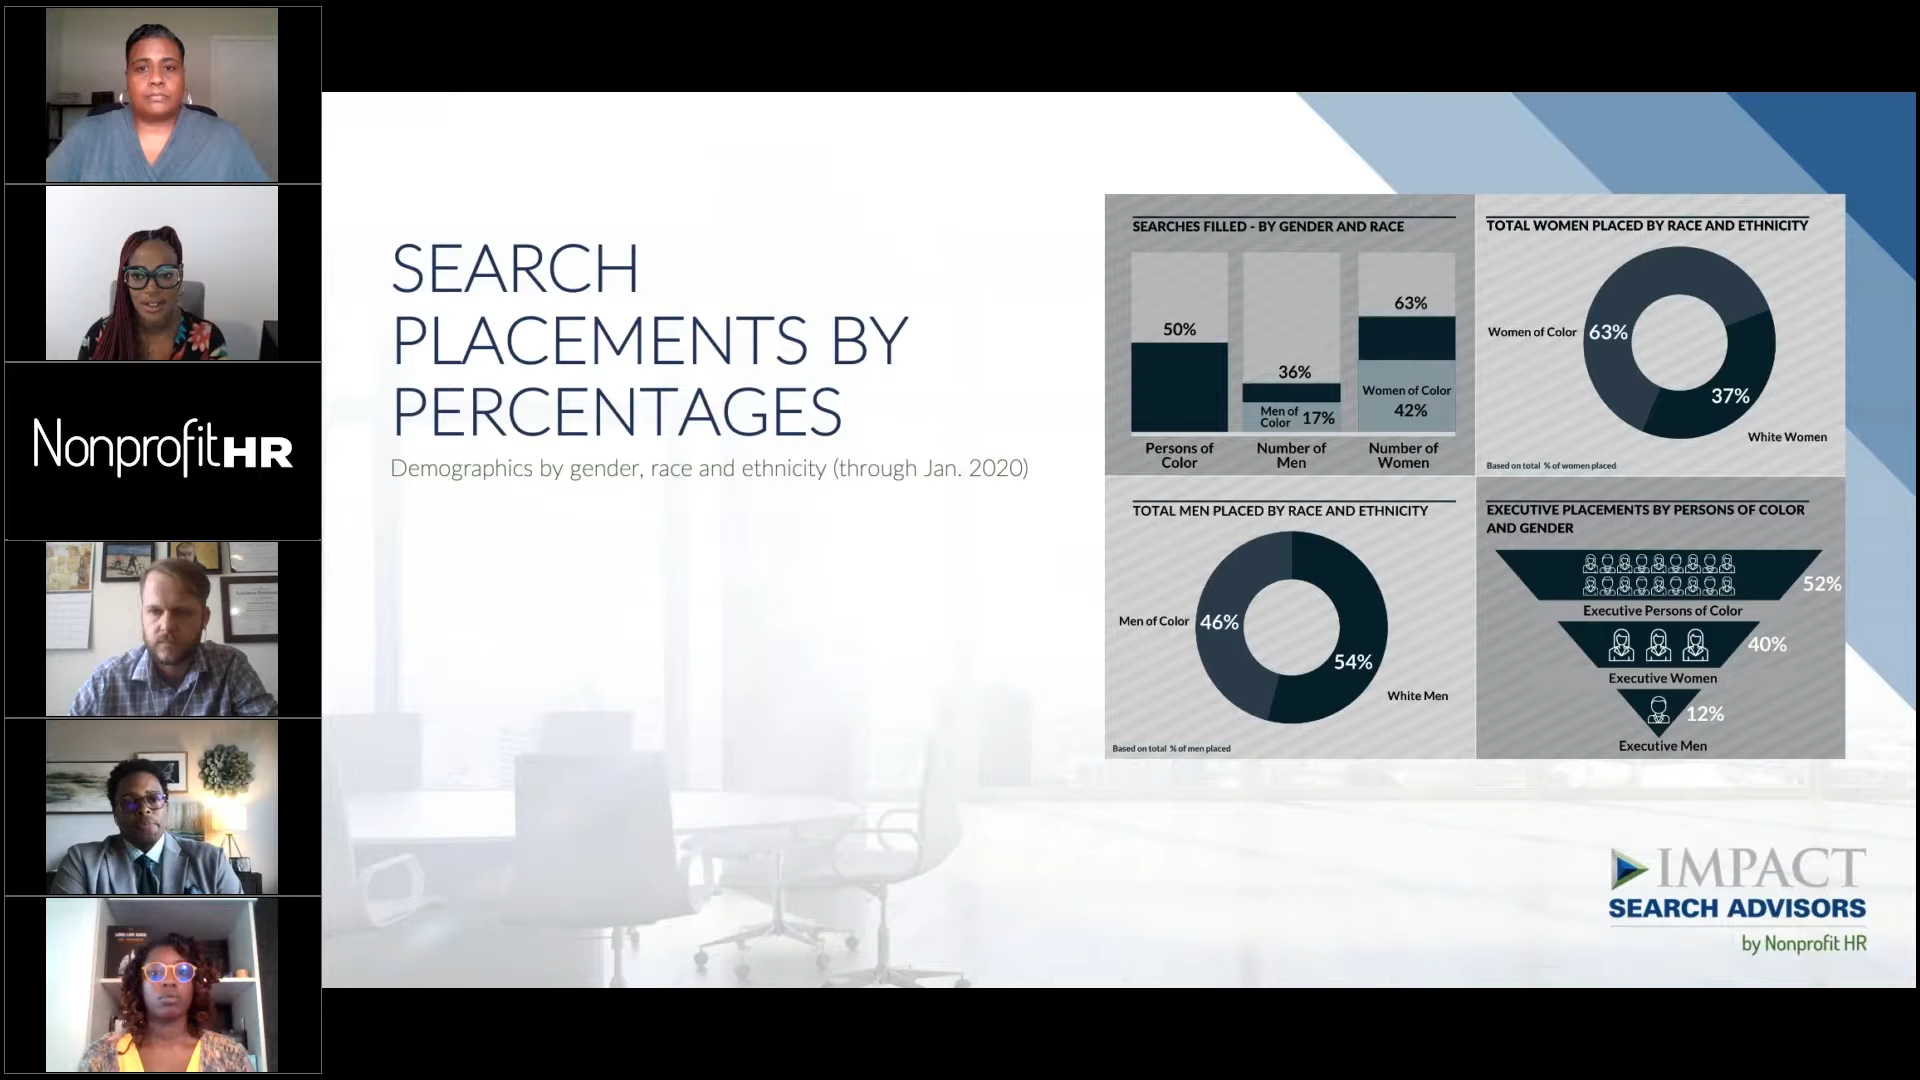 NonprofitHR
SEARCH
PLACEMENTS BY
PERCENTAGES
Demographics by gender, race and ethnicity (through Jan. 2020)
SEARCHES FILLED - BY GENDER AND RACE
50%
36%
63%
Men of
Color
17%
Women of Color
42%
Persons of
Color
Number of
Men
Number of
Women
TOTAL WOMEN PLACED BY RACE AND ETHNICITY
Women of Color
63%
37%
White Women
Based on total % of women placed
TOTAL MEN PLACED BY RACE AND ETHNICITY
Men of Color
46%
54%
White Men
Based on total % of men placed
EXECUTIVE PLACEMENTS BY PERSONS OF COLOR
AND GENDER
52%
Executive Persons of Color
40%
Executive Women
12%
Executive Men
IMPACT
SEARCH ADVISORS
by Nonprofit HR